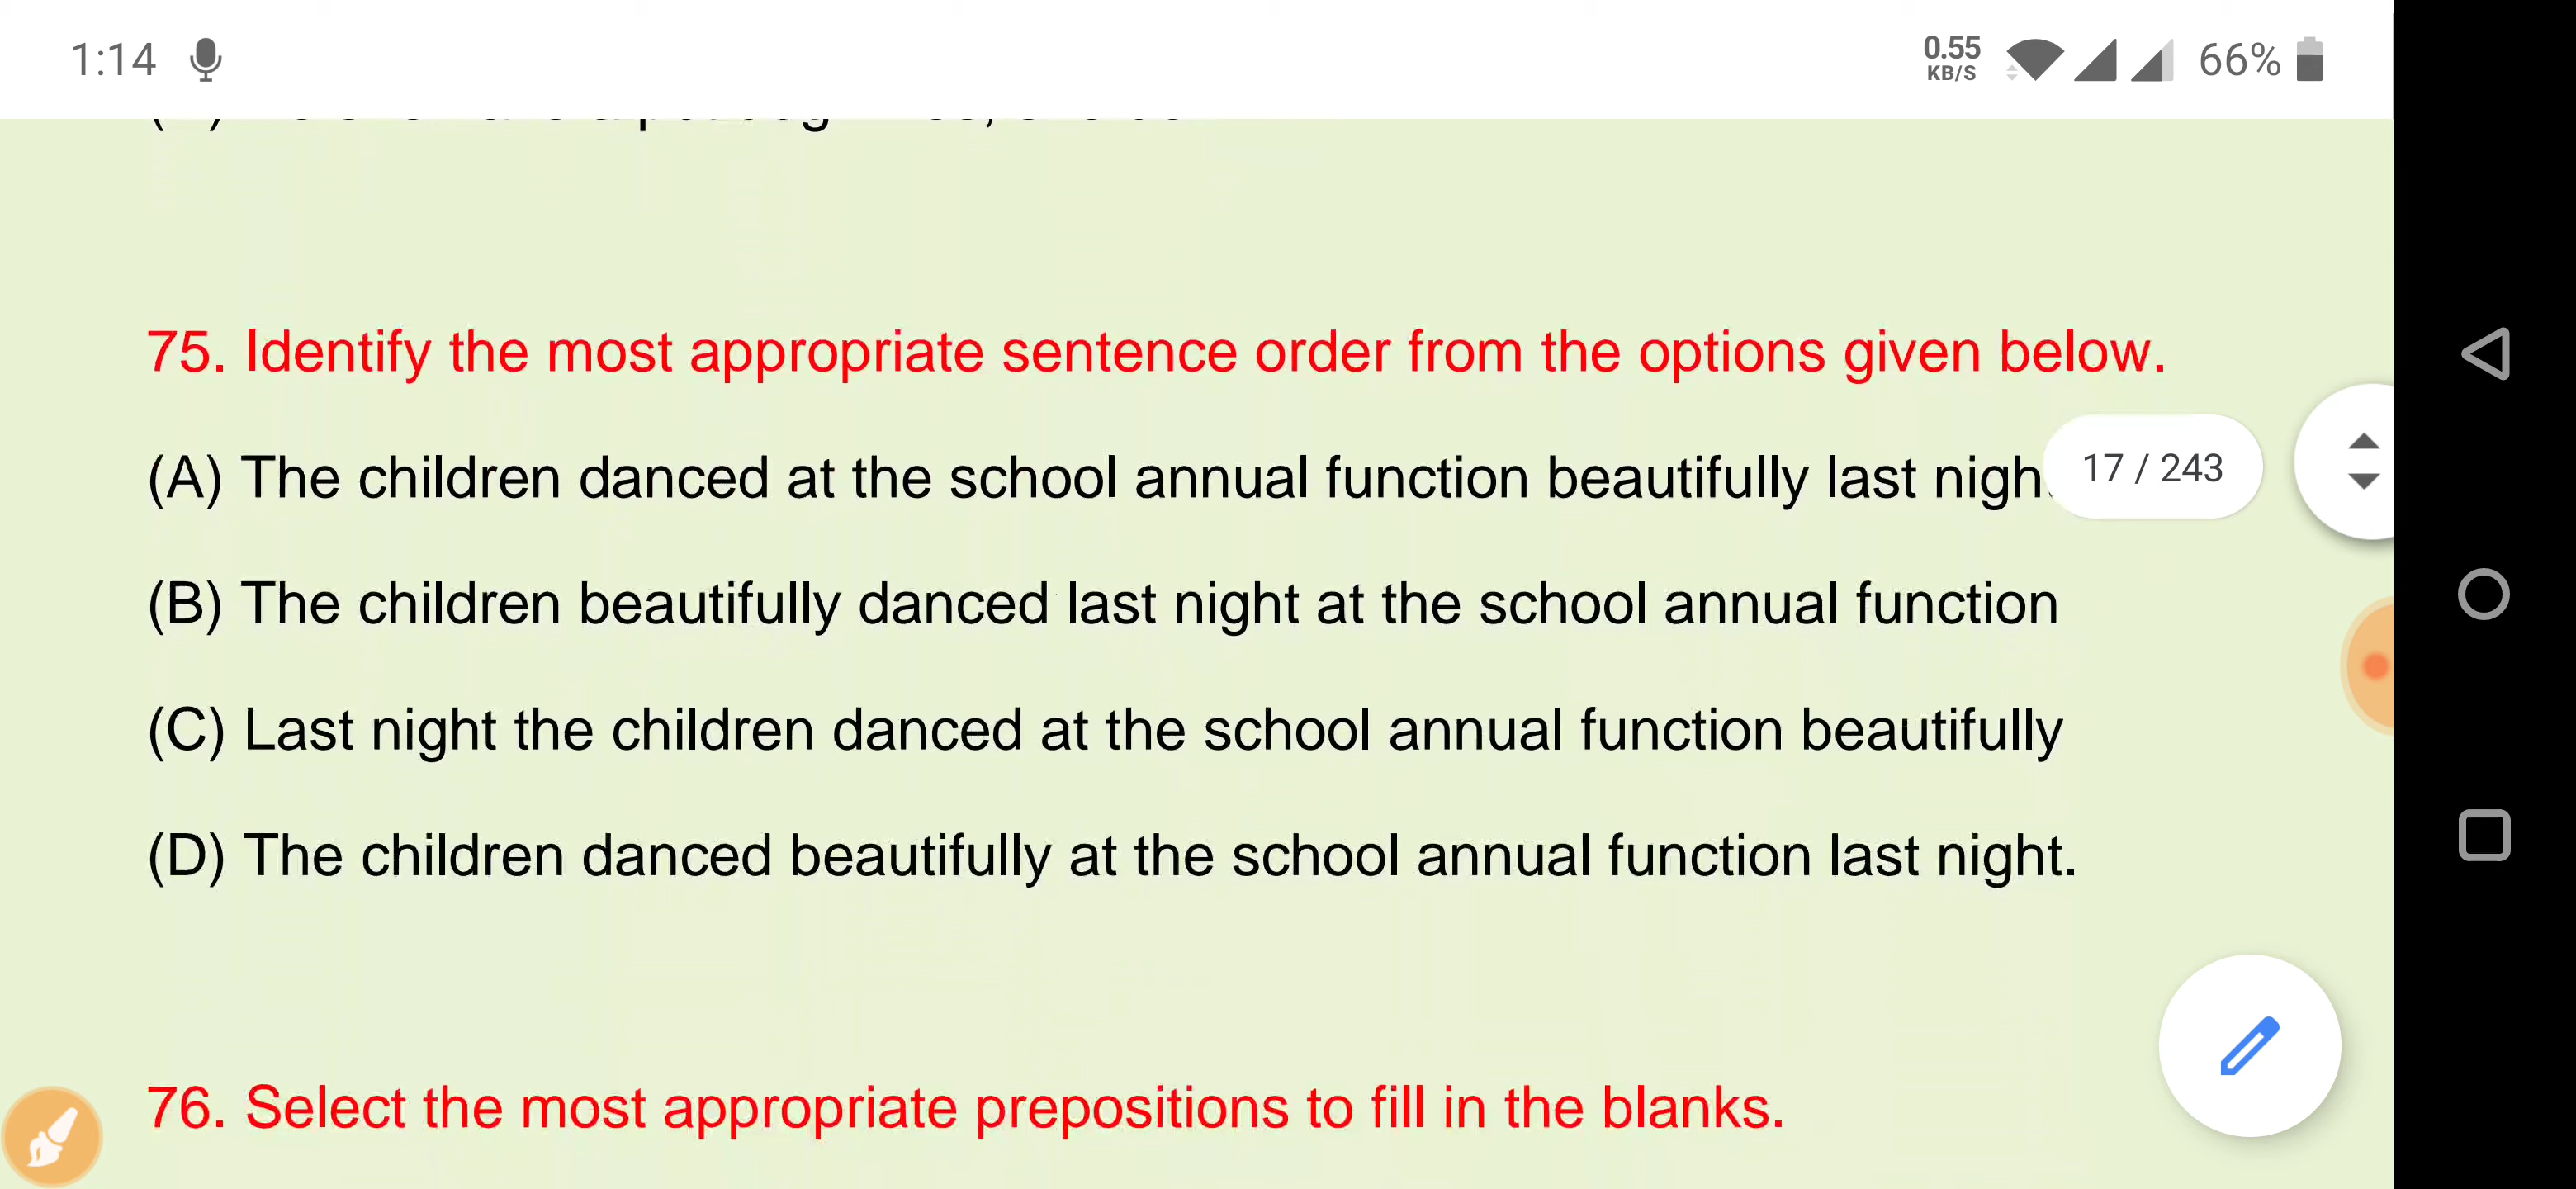 1:14
0.55
KB/S
66%
75. Identify the most appropriate sentence order from the options given below.
(A) The children danced at the school annual function beautifully last nigh
17 / 243
(B) The children beautifully danced last night at the school annual function
(C) Last night the children danced at the school annual function beautifully
(D) The children danced beautifully at the school annual function last night.
76. Select the most appropriate prepositions to fill in the blanks.